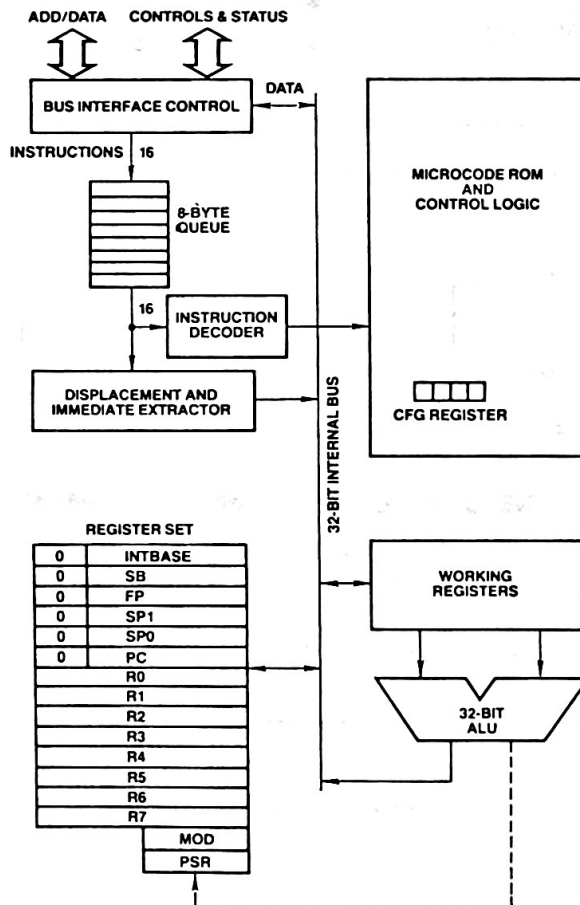 ADD/DATA
CONTROLS & STATUS
BUS INTERFACE CONTROL
DATA
INSTRUCTIONS
16
8-BYTE
QUEUE
MICROCODE ROM
AND
CONTROL LOGIC
16
INSTRUCTION
DECODER
DISPLACEMENT AND
IMMEDIATE EXTRACTOR
CFG REGISTER
32-BIT INTERNAL BUS
REGISTER SET
0 INTBASE
0 SB
0 FP
0 SP1
0 SP0
0 PC
R0
R1
R2
R3
R4
R5
R6
R7
MOD
PSR
WORKING
REGISTERS
32-BIT
ALU